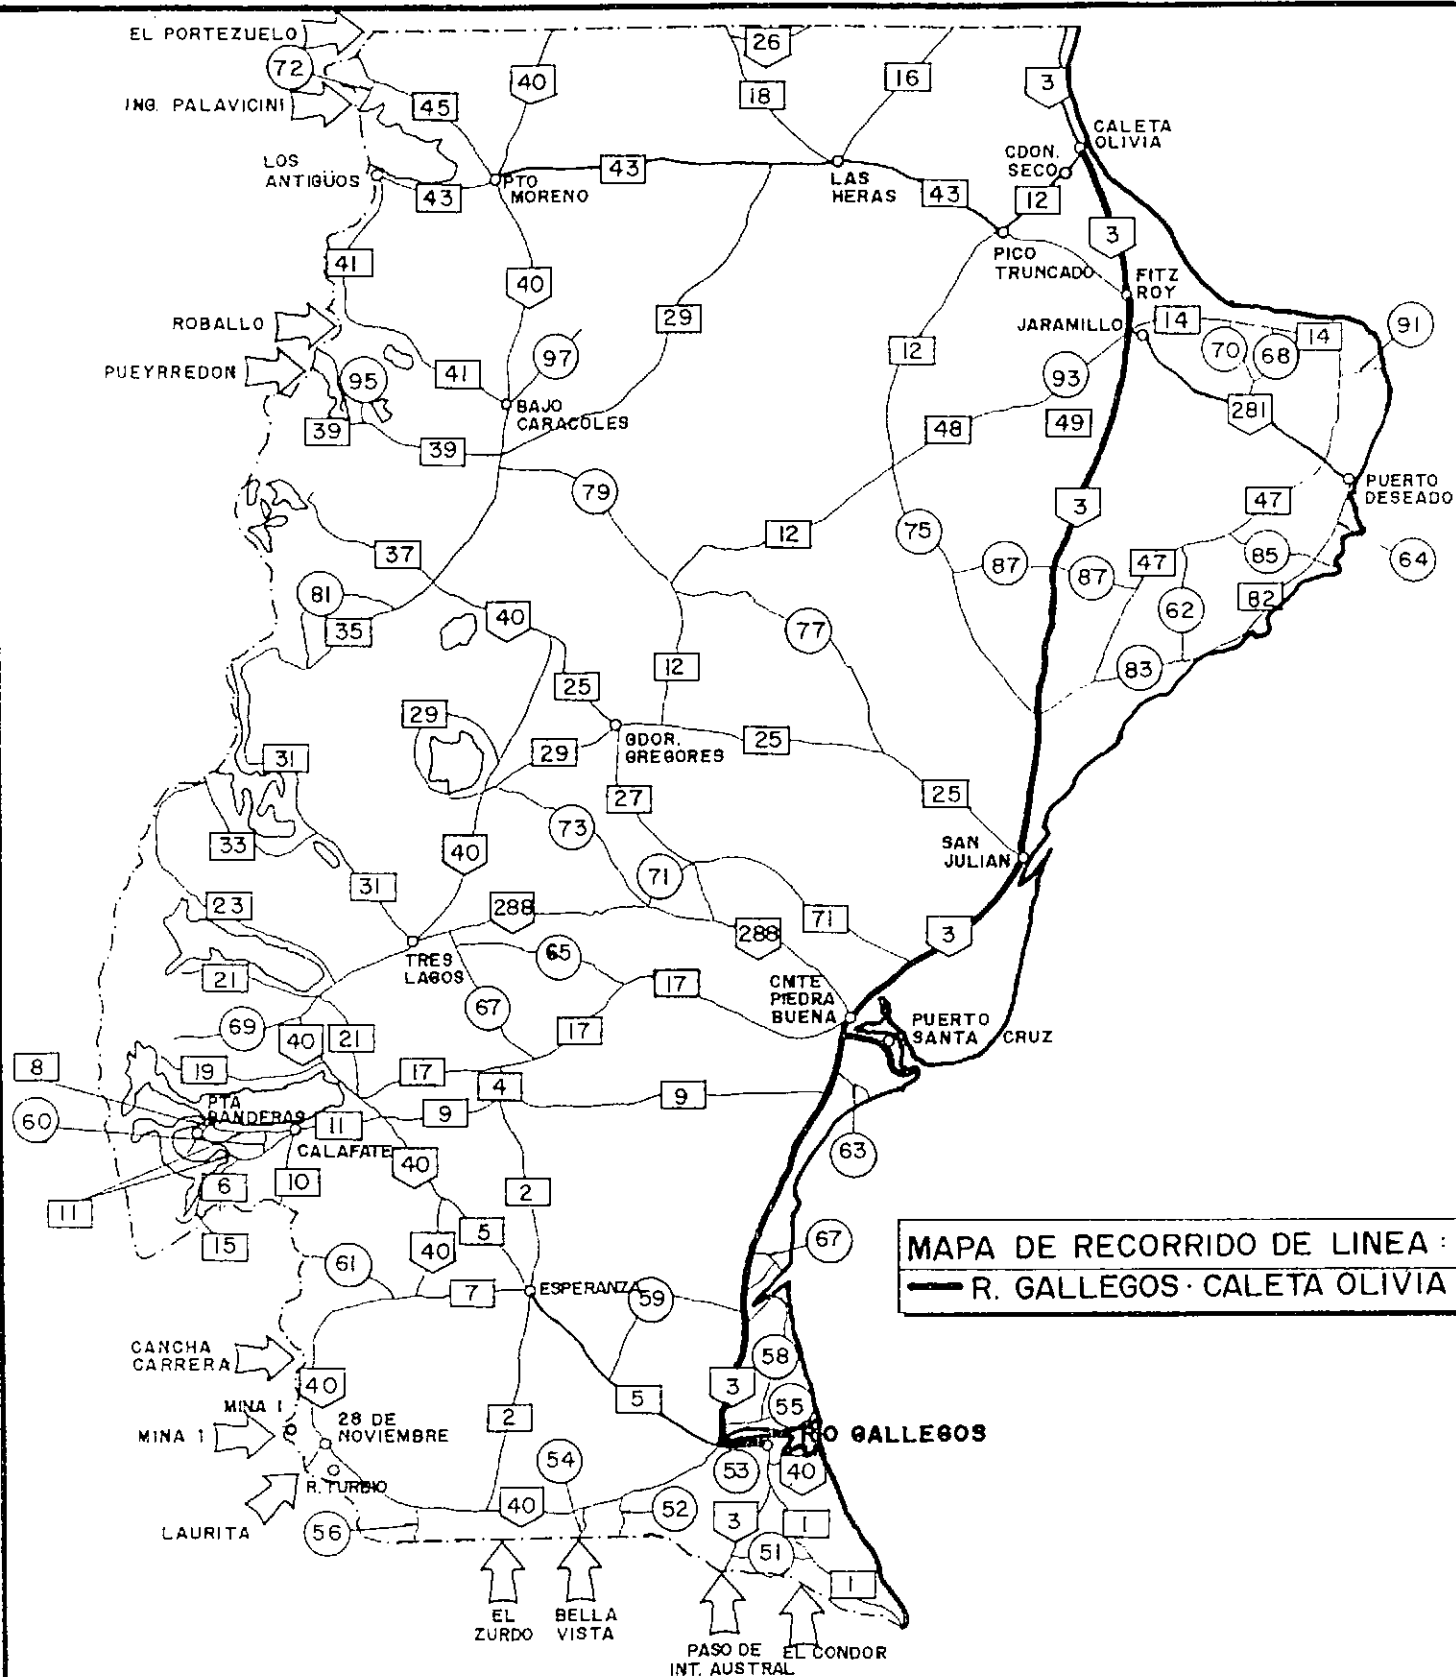 EL PORTEZUELO
72
ING. PALAVICINI
45
40
26
18
16
3
CALETA
OLIVIA
CDON.
SECO
LOS
ANTIGÜOS
43
PTO
MORENO
43
LAS
HERAS
43
12
3
PICO
TRUNCADO
FITZ
ROY
41
40
29
ROBALLO
PUEYRREDON
95
41
97
BAJO
CARACOLES
39
39
JARAMILLO
14
70
68
14
91
12
93
48
49
281
PUERTO
DESEADO
79
12
3
75
47
87
87
47
85
64
62
82
83
37
81
35
40
77
12
25
29
29
GDOR.
GREGORES
25
27
25
31
33
73
40
SAN
JULIAN
31
71
23
288
71
288
3
TRES
LAGOS
65
21
67
17
17
CMTE
PIEDRA
BUENA
PUERTO
SANTA CRUZ
69
40
21
19
17
4
8
PTA
BANDERAS
60
11
9
9
CALAFATE
63
40
6
10
2
11
15
5
40
67
61
7
ESPERANZA
59
MAPA DE RECORRIDO DE LINEA :
R. GALLEGOS · CALETA OLIVIA
CANCHA
CARRERA
40
58
3
5
55
MINA 1
MINA 1
28 DE
NOVIEMBRE
2
RIO GALLEGOS
54
53
40
R. TURBIO
LAURITA
56
40
52
3
1
51
1
EL
ZURDO
BELLA
VISTA
PASO DE
INT. AUSTRAL
EL CONDOR